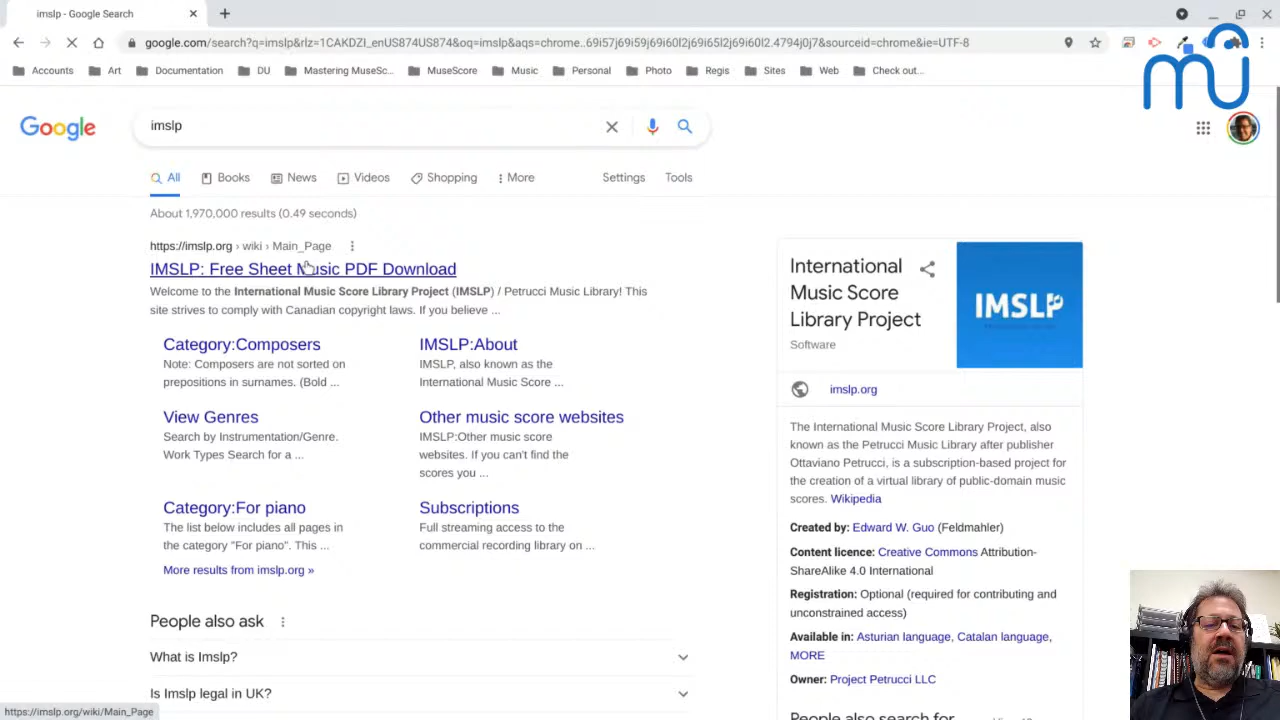 imslp - Google Search
google.com/search?q=imslp&rlz=1CAKDZI_enUS874US874&oq=imslp&aqs=chrome..69i57j69i59j69i60l2j69i65l2j69i60l2.4794j0j7&sourceid=chrome&ie=UTF-8
Accounts Art Documentation DU Mastering MuseSc... MuseScore Music Personal Photo Regis Sites Web Check out...
mu
Google
imslp
All Books News Videos Shopping More Settings Tools
About 1,970,000 results (0.49 seconds)
https://imslp.org › wiki › Main_Page
IMSLP: Free Sheet Music PDF Download
Welcome to the International Music Score Library Project (IMSLP) / Petrucci Music Library! This
site strives to comply with Canadian copyright laws. If you believe ...
Category:Composers
Note: Composers are not sorted on
prepositions in surnames. (Bold ...
IMSLP:About
IMSLP, also known as the
International Music Score ...
View Genres
Search by Instrumentation/Genre.
Work Types Search for a ...
Other music score websites
IMSLP:Other music score
websites. If you can't find the
scores you ...
Category:For piano
The list below includes all pages in
the category "For piano". This ...
Subscriptions
Full streaming access to the
commercial recording library on ...
More results from imslp.org »
People also ask
What is Imslp?
Is Imslp legal in UK?
https://imslp.org/wiki/Main_Page
International
Music Score
Library Project
Software
IMSLP
imslp.org
The International Music Score Library Project, also
known as the Petrucci Music Library after publisher
Ottaviano Petrucci, is a subscription-based project for
the creation of a virtual library of public-domain music
scores. Wikipedia
Created by: Edward W. Guo (Feldmahler)
Content licence: Creative Commons Attribution-
ShareAlike 4.0 International
Registration: Optional (required for contributing and
unconstrained access)
Available in: Asturian language, Catalan language,
MORE
Owner: Project Petrucci LLC
People also search for